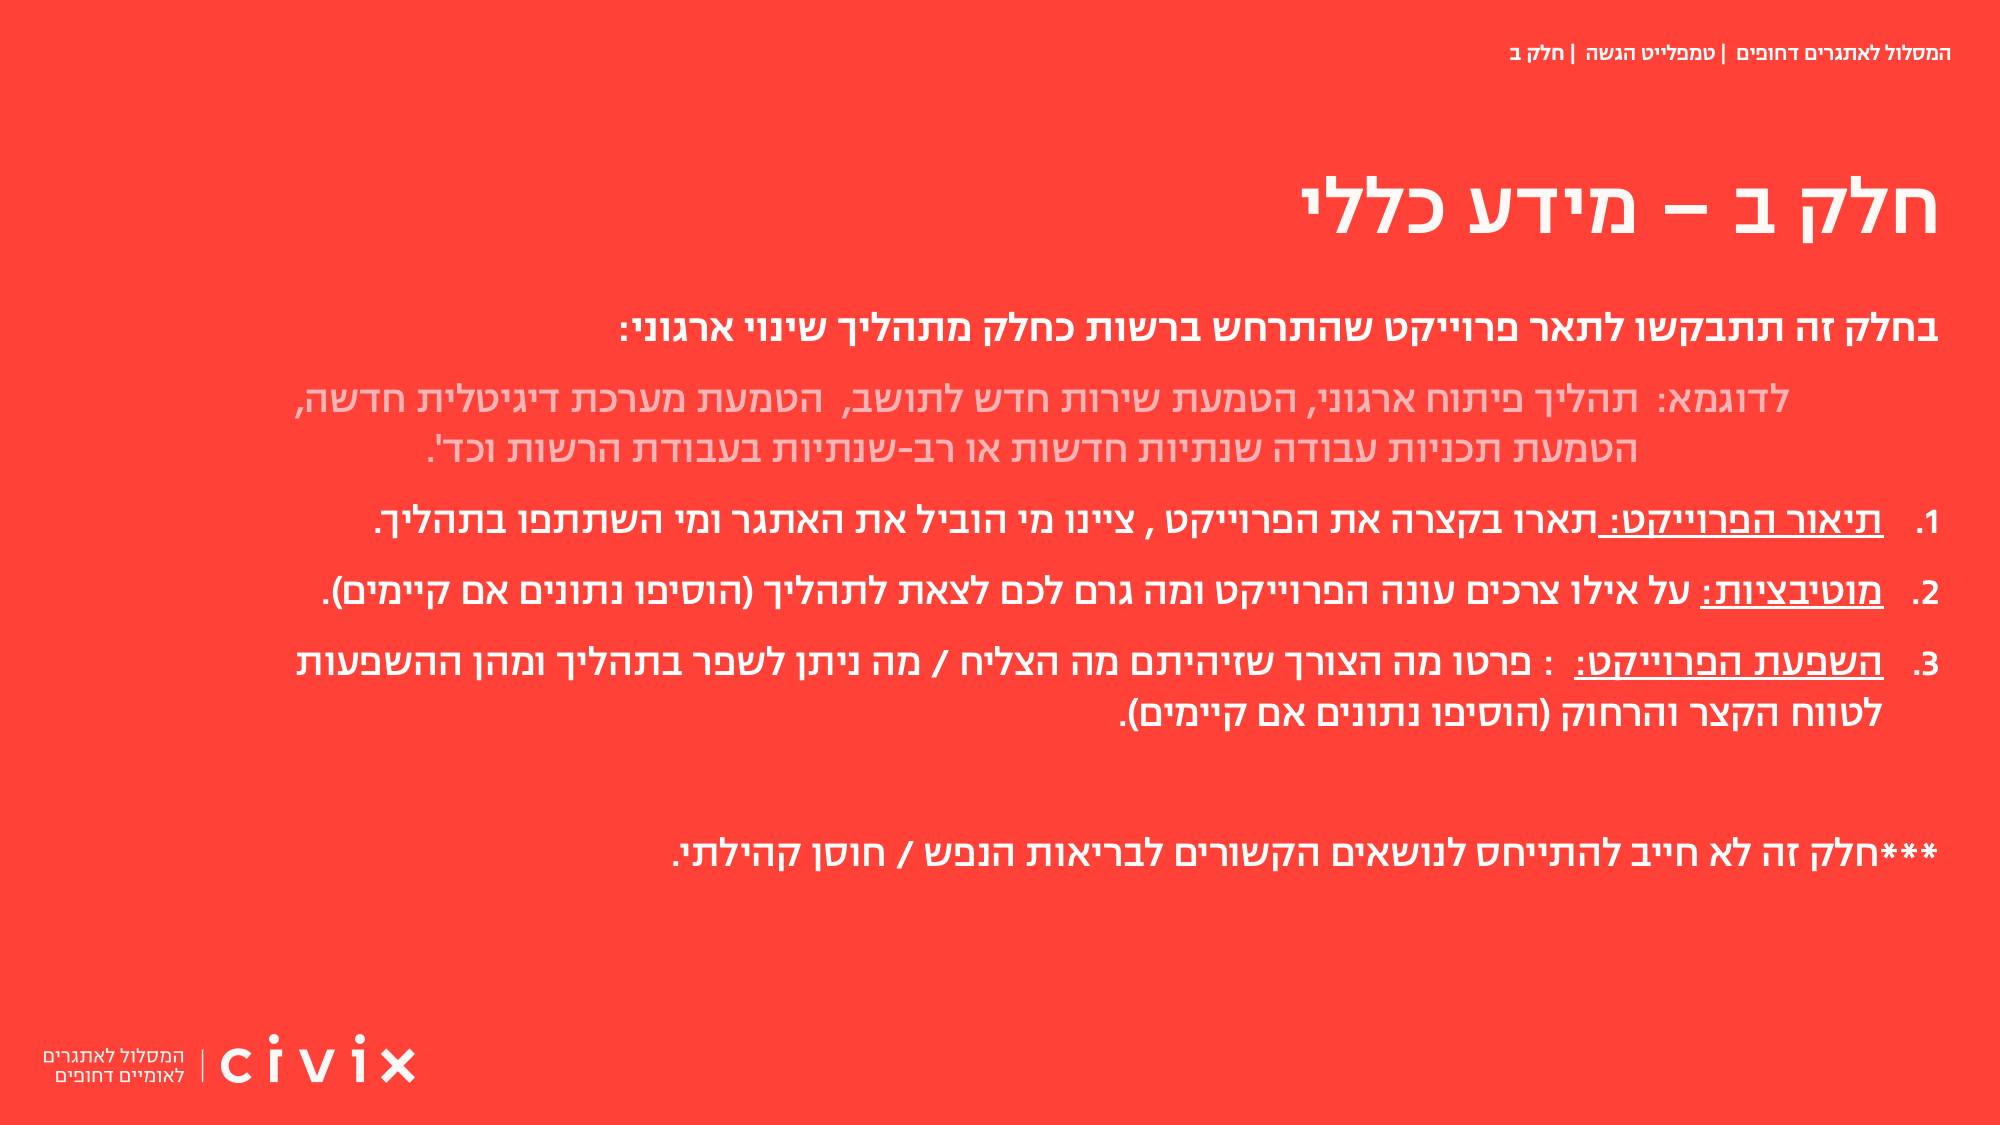 המסלול לאתגרים דחופים | טמפלייט הגשה | חלק ב
חלק ב – מידע כללי
בחלק זה תתבקשו לתאר פרוייקט שהתרחש ברשות כחלק מתהליך שינוי ארגוני:
לדוגמא: תהליך פיתוח ארגוני, הטמעת שירות חדש לתושב, הטמעת מערכת דיגיטלית חדשה,
הטמעת תכניות עבודה שנתיות חדשות או רב-שנתיות בעבודת הרשות וכד'.
1. תיאור הפרוייקט: תארו בקצרה את הפרוייקט , ציינו מי הוביל את האתגר ומי השתתפו בתהליך.
2. מוטיבציות: על אילו צרכים עונה הפרוייקט ומה גרם לכם לצאת לתהליך (הוסיפו נתונים אם קיימים).
3. השפעת הפרוייקט: : פרטו מה הצורך שזיהיתם מה הצליח / מה ניתן לשפר בתהליך ומהן ההשפעות
לטווח הקצר והרחוק (הוסיפו נתונים אם קיימים).
***חלק זה לא חייב להתייחס לנושאים הקשורים לבריאות הנפש / חוסן קהילתי.
civix | המסלול לאתגרים
לאומיים דחופים